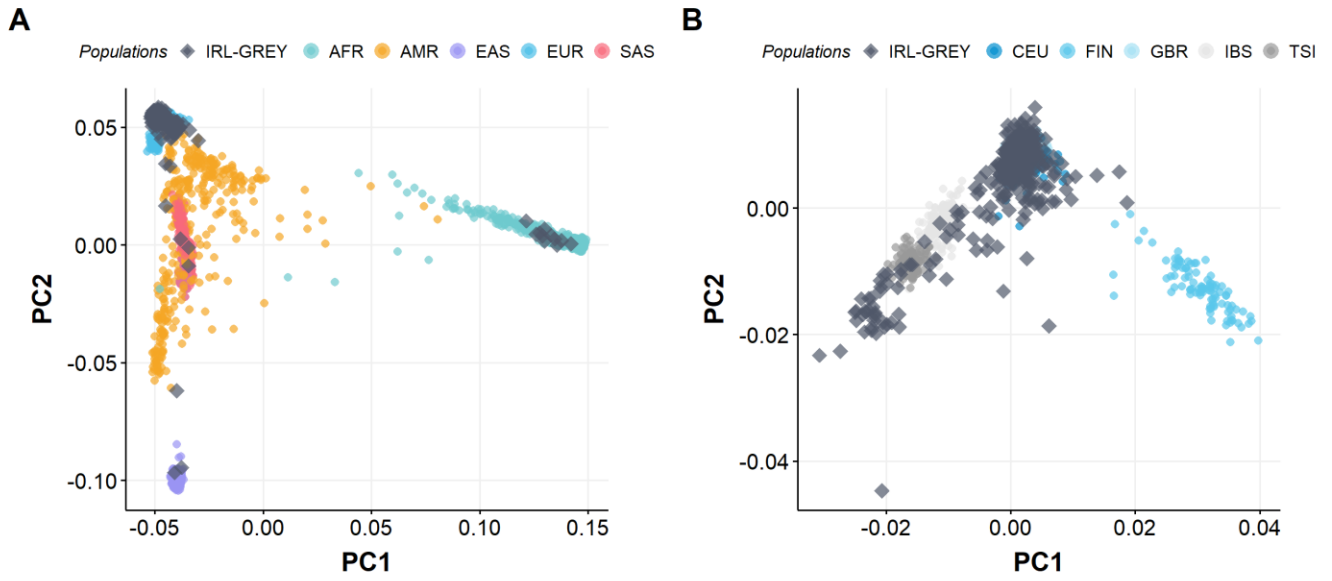 A
Populations IRL-GREY AFR AMR EAS EUR SAS
0.05
0.00
-0.05
-0.10
PC2
-0.05 0.00 0.05 0.10 0.15
PC1
B
Populations IRL-GREY CEU FIN GBR IBS TSI
0.00
-0.02
-0.04
PC2
-0.02 0.00 0.02 0.04
PC1